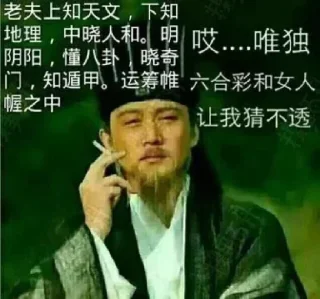 老夫上知天文，下知
地理，中晓人和。明
阴阳，懂八卦，晓奇
门，知遁甲。运筹帷
幄之中
哎....唯独
六合彩和女人
让我猜不透